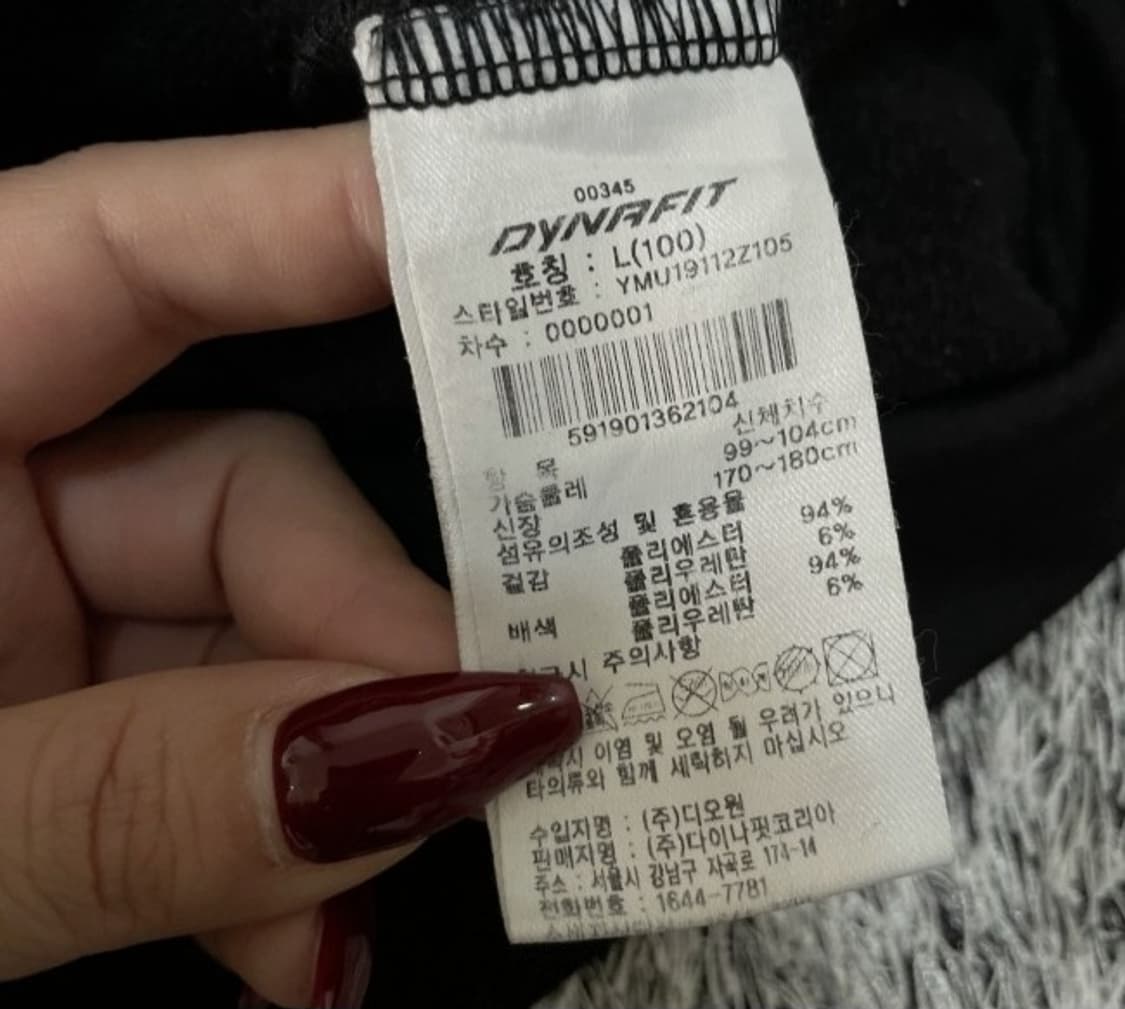 00345
DYNAFIT
호칭 : L(100)
스타일번호 : YMU19112Z105
차수 : 0000001
591901362104
항 목 신체치수
가슴둘레 99~104cm
신장 170~180cm
섬유의조성 및 혼용율
겉감 폴리에스터 94%
폴리우레탄 6%
배색 폴리에스터 94%
폴리우레탄 6%
주의사항
이염 및 오염 될 우려가 있으니
타의류와 함께 세탁하지 마십시오
수입자명 : (주)디오원
판매자명 : (주)다이나핏코리아
주소 : 서울시 강남구 자곡로 174-14
전화번호 : 1644-7781